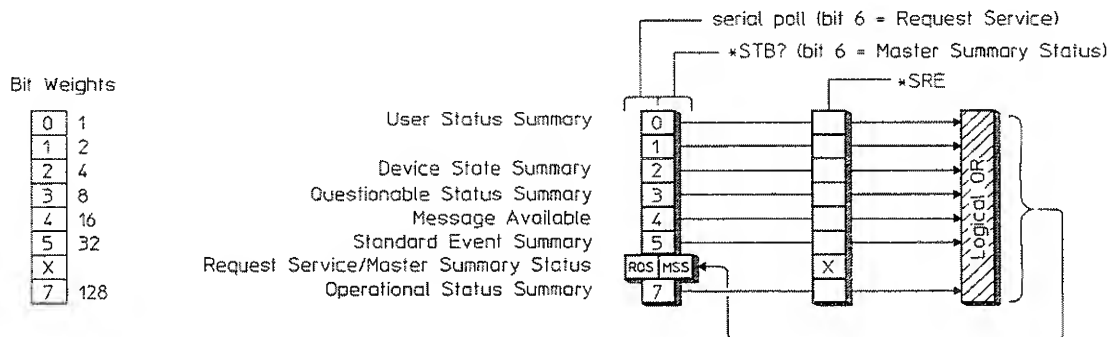 serial poll (bit 6 = Request Service)
*STB? (bit 6 = Master Summary Status)
*SRE
Bit Weights
0 1
1 2
2 4
3 8
4 16
5 32
X
7 128
User Status Summary 0
1
Device State Summary 2
Questionable Status Summary 3
Message Available 4
Standard Event Summary 5
Request Service/Master Summary Status RQS MSS X
Operational Status Summary 7
Logical OR